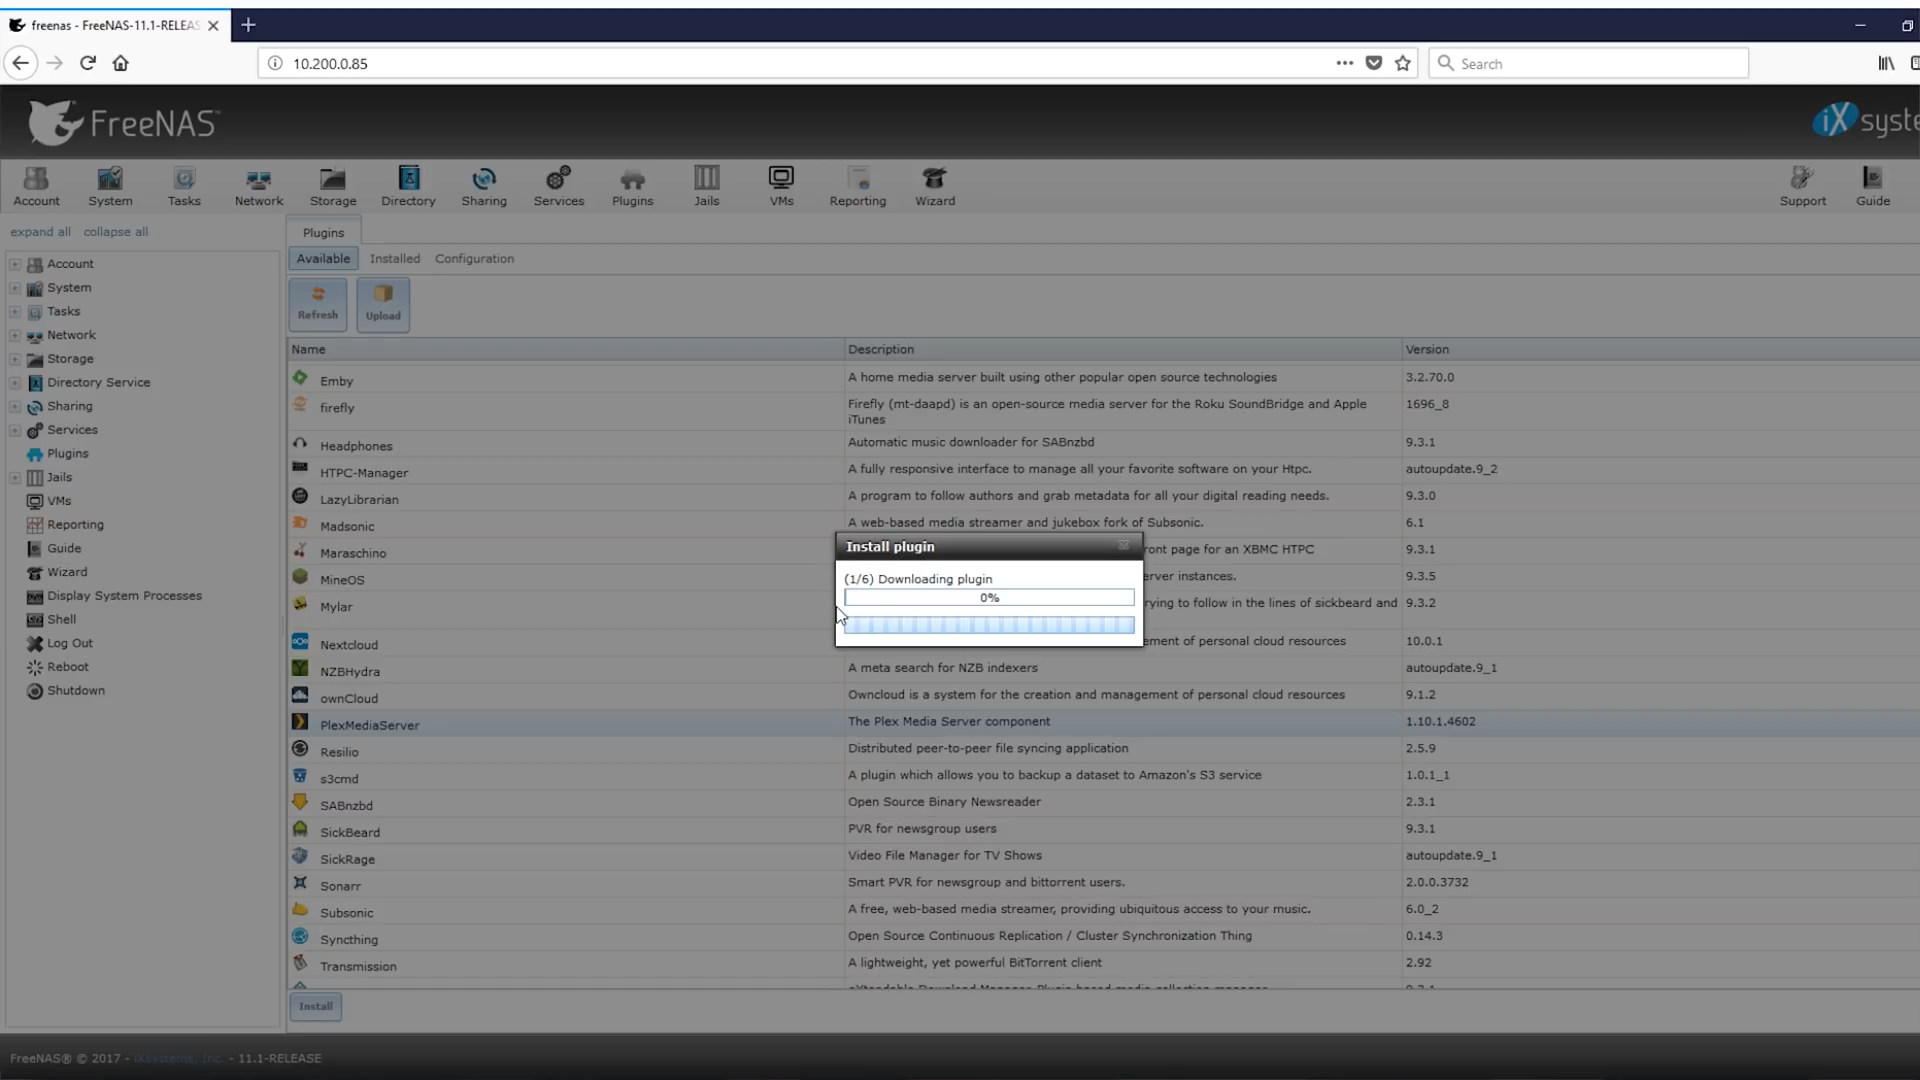 freenas - FreeNAS-11.1-RELEAS
10.200.0.85
Search
FreeNAS
iX syste
Account System Tasks Network Storage Directory Sharing Services Plugins Jails VMs Reporting Wizard Support Guide
expand all collapse all
Plugins
Available Installed Configuration
Refresh Upload
Account
System
Tasks
Network
Storage
Directory Service
Sharing
Services
Plugins
Jails
VMs
Reporting
Guide
Wizard
Display System Processes
Shell
Log Out
Reboot
Shutdown
Name Description Version
Emby A home media server built using other popular open source technologies 3.2.70.0
firefly Firefly (mt-daapd) is an open-source media server for the Roku SoundBridge and Apple 1696_8
iTunes
Headphones Automatic music downloader for SABnzbd 9.3.1
HTPC-Manager A fully responsive interface to manage all your favorite software on your Htpc. autoupdate.9_2
LazyLibrarian A program to follow authors and grab metadata for all your digital reading needs. 9.3.0
Madsonic A web-based media streamer and jukebox fork of Subsonic. 6.1
Maraschino ront page for an XBMC HTPC 9.3.1
MineOS erver instances. 9.3.5
Mylar rying to follow in the lines of sickbeard and 9.3.2
Nextcloud ement of personal cloud resources 10.0.1
NZBHydra A meta search for NZB indexers autoupdate.9_1
ownCloud Owncloud is a system for the creation and management of personal cloud resources 9.1.2
PlexMediaServer The Plex Media Server component 1.10.1.4602
Resilio Distributed peer-to-peer file syncing application 2.5.9
s3cmd A plugin which allows you to backup a dataset to Amazon's S3 service 1.0.1_1
SABnzbd Open Source Binary Newsreader 2.3.1
SickBeard PVR for newsgroup users 9.3.1
SickRage Video File Manager for TV Shows autoupdate.9_1
Sonarr Smart PVR for newsgroup and bittorrent users. 2.0.0.3732
Subsonic A free, web-based media streamer, providing ubiquitous access to your music. 6.0_2
Syncthing Open Source Continuous Replication / Cluster Synchronization Thing 0.14.3
Transmission A lightweight, yet powerful BitTorrent client 2.92
Install plugin
(1/6) Downloading plugin
0%
Install
FreeNAS® © 2017 - iXsystems, Inc. - 11.1-RELEASE